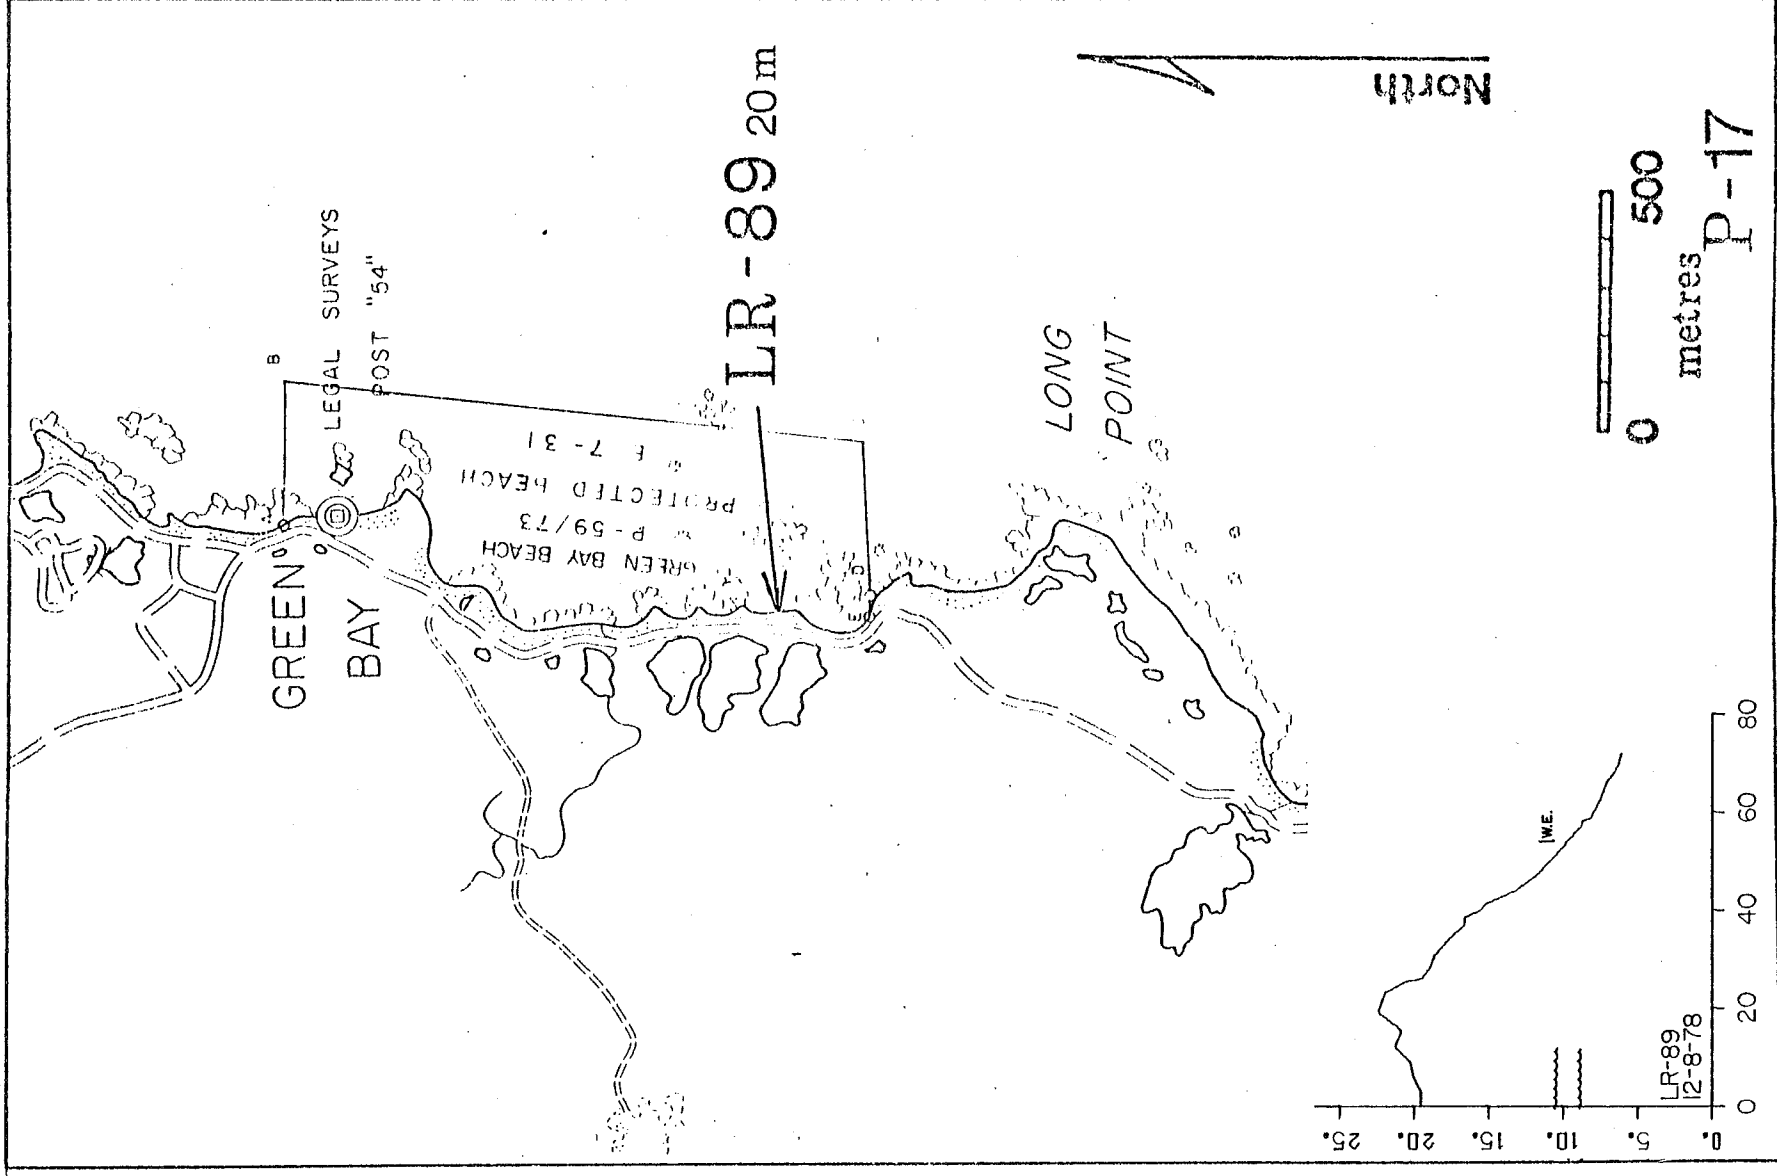 GREEN
BAY
B
LEGAL SURVEYS
POST "54"
GREEN BAY BEACH
P-59/73
PROTECTED BEACH
7-31
LR-89 20m
D
E
LONG
POINT
North
0 500
metres
P-17
25. 20. 15. 10. 5. 0.
0 20 40 60 80
LR-89
12-8-78
W.E.